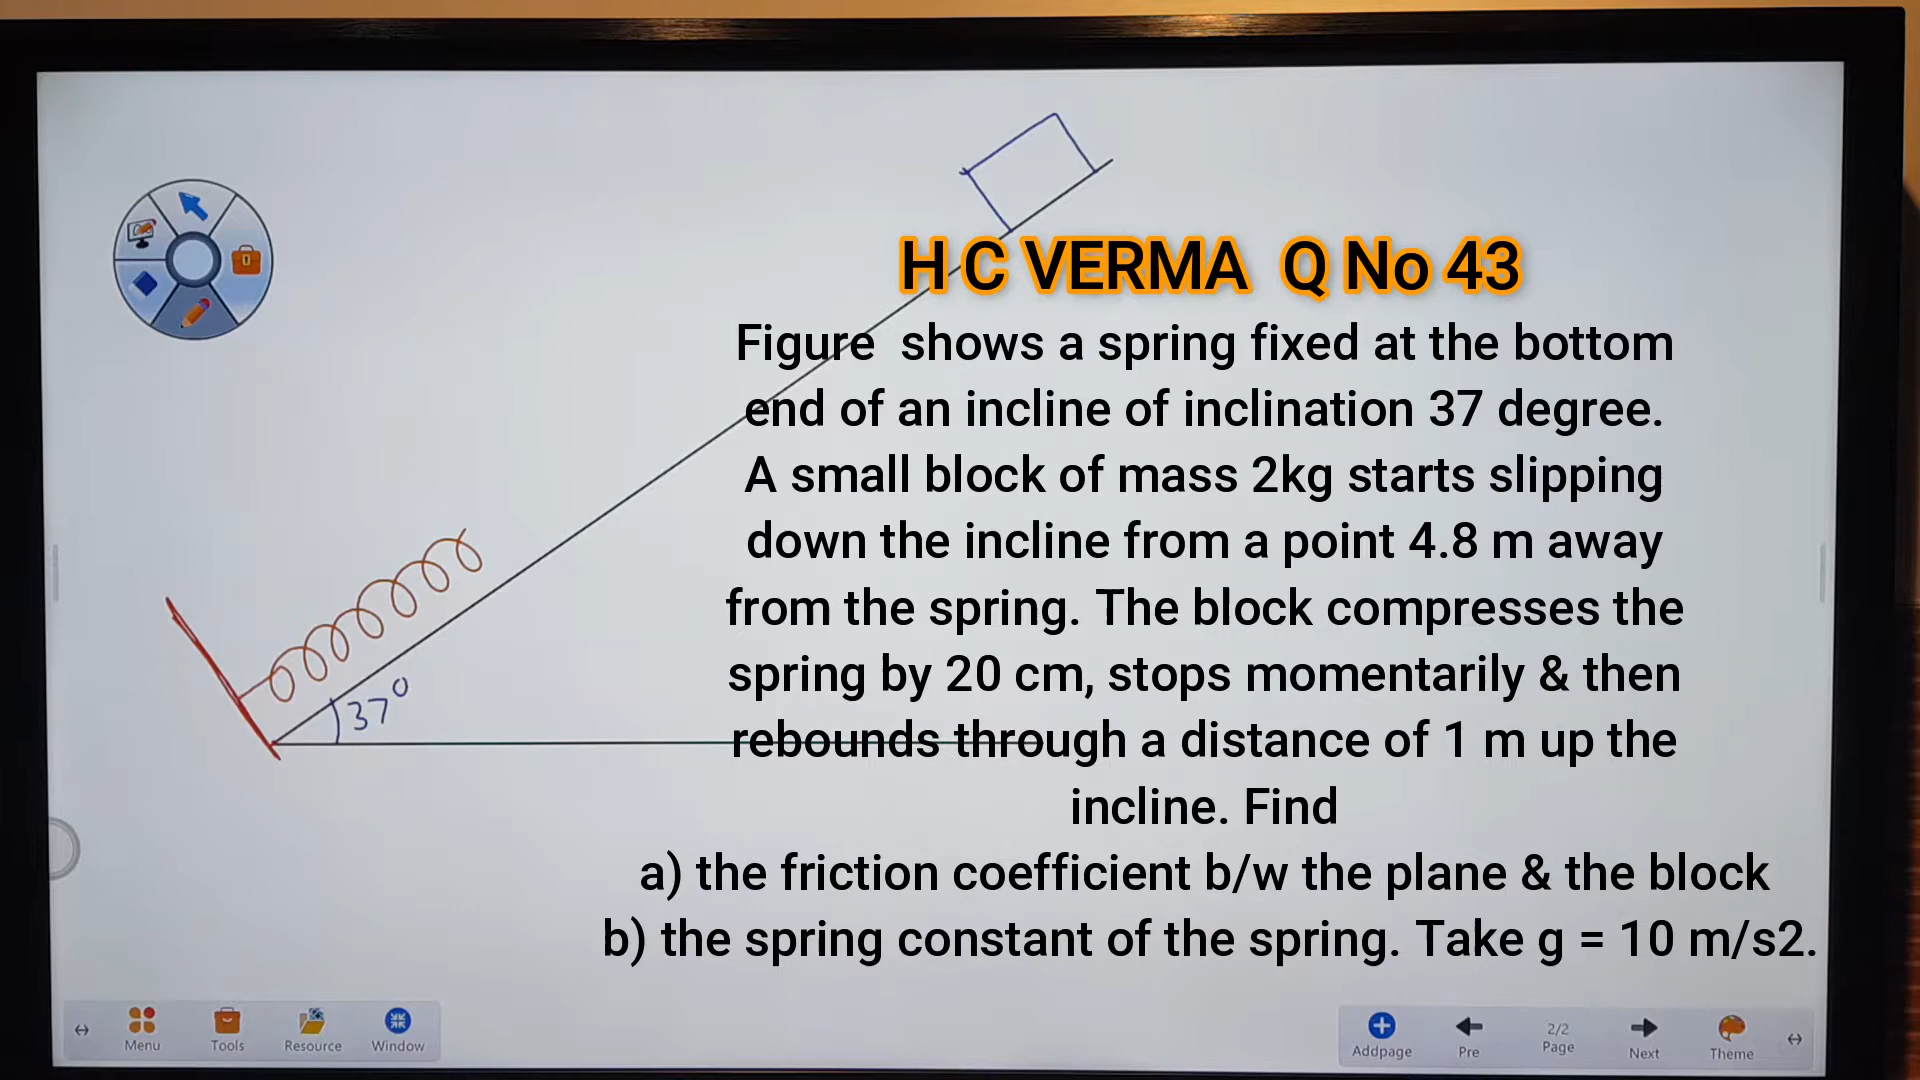 H C VERMA Q No 43
Figure shows a spring fixed at the bottom
end of an incline of inclination 37 degree.
A small block of mass 2kg starts slipping
down the incline from a point 4.8 m away
from the spring. The block compresses the
spring by 20 cm, stops momentarily & then
rebounds through a distance of 1 m up the
incline. Find
a) the friction coefficient b/w the plane & the block
b) the spring constant of the spring. Take g = 10 m/s2.
37°
Menu
Tools
Resource
Window
Addpage
Pre
2/2
Page
Next
Theme